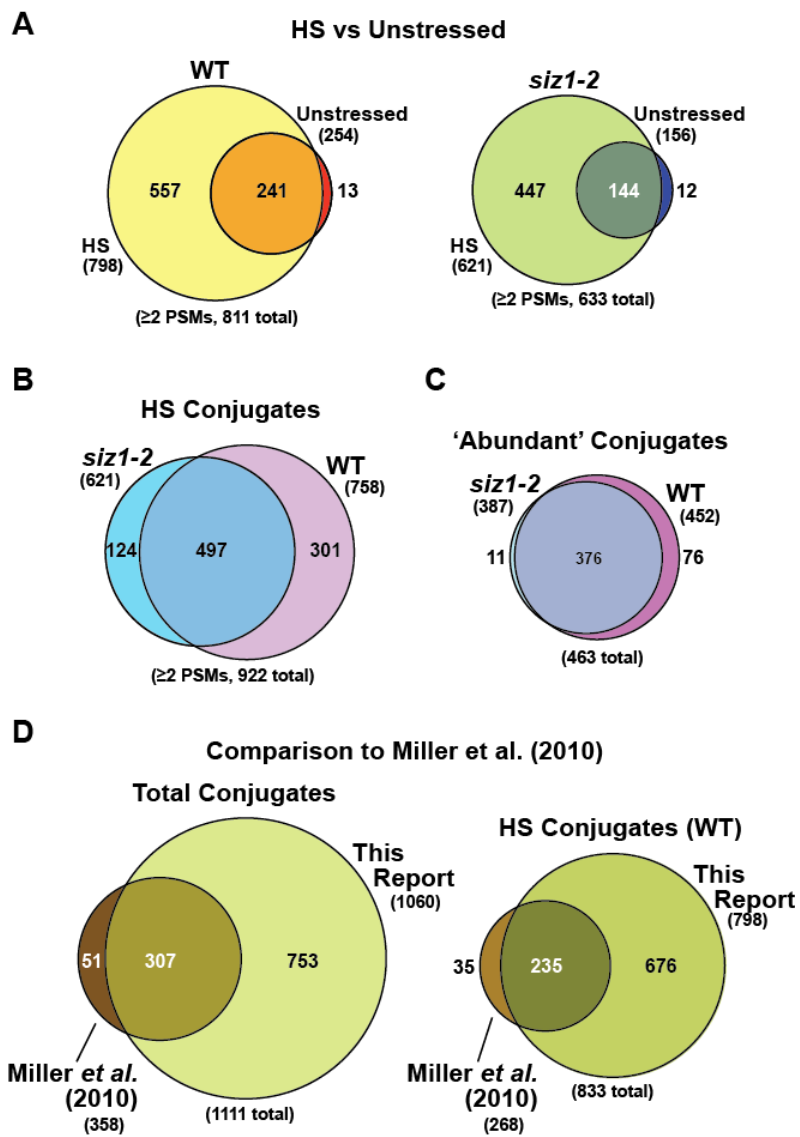 A
HS vs Unstressed
WT
Unstressed
(254)
557
241
13
HS
(798)
(≥2 PSMs, 811 total)
siz1-2
Unstressed
(156)
447
144
12
HS
(621)
(≥2 PSMs, 633 total)
B
HS Conjugates
siz1-2
(621)
WT
(758)
124
497
301
(≥2 PSMs, 922 total)
C
‘Abundant’ Conjugates
siz1-2
(387)
WT
(452)
11
376
76
(463 total)
D
Comparison to Miller et al. (2010)
Total Conjugates
This
Report
(1060)
51
307
753
Miller et al.
(2010)
(358)
(1111 total)
HS Conjugates (WT)
This
Report
(798)
35
235
676
Miller et al.
(2010)
(268)
(833 total)